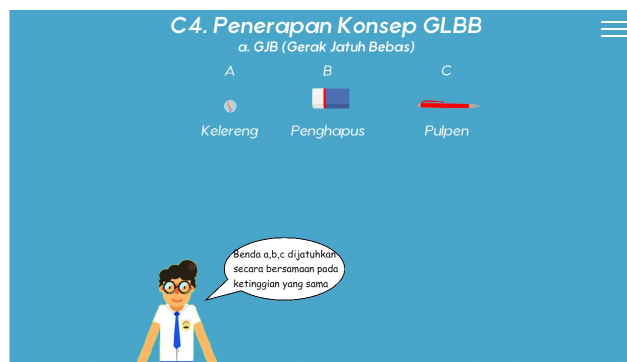 C4. Penerapan Konsep GLBB
a. GJB (Gerak Jatuh Bebas)
A B C
Kelereng Penghapus Pulpen
Benda a,b,c dijatuhkan
secara bersamaan pada
ketinggian yang sama